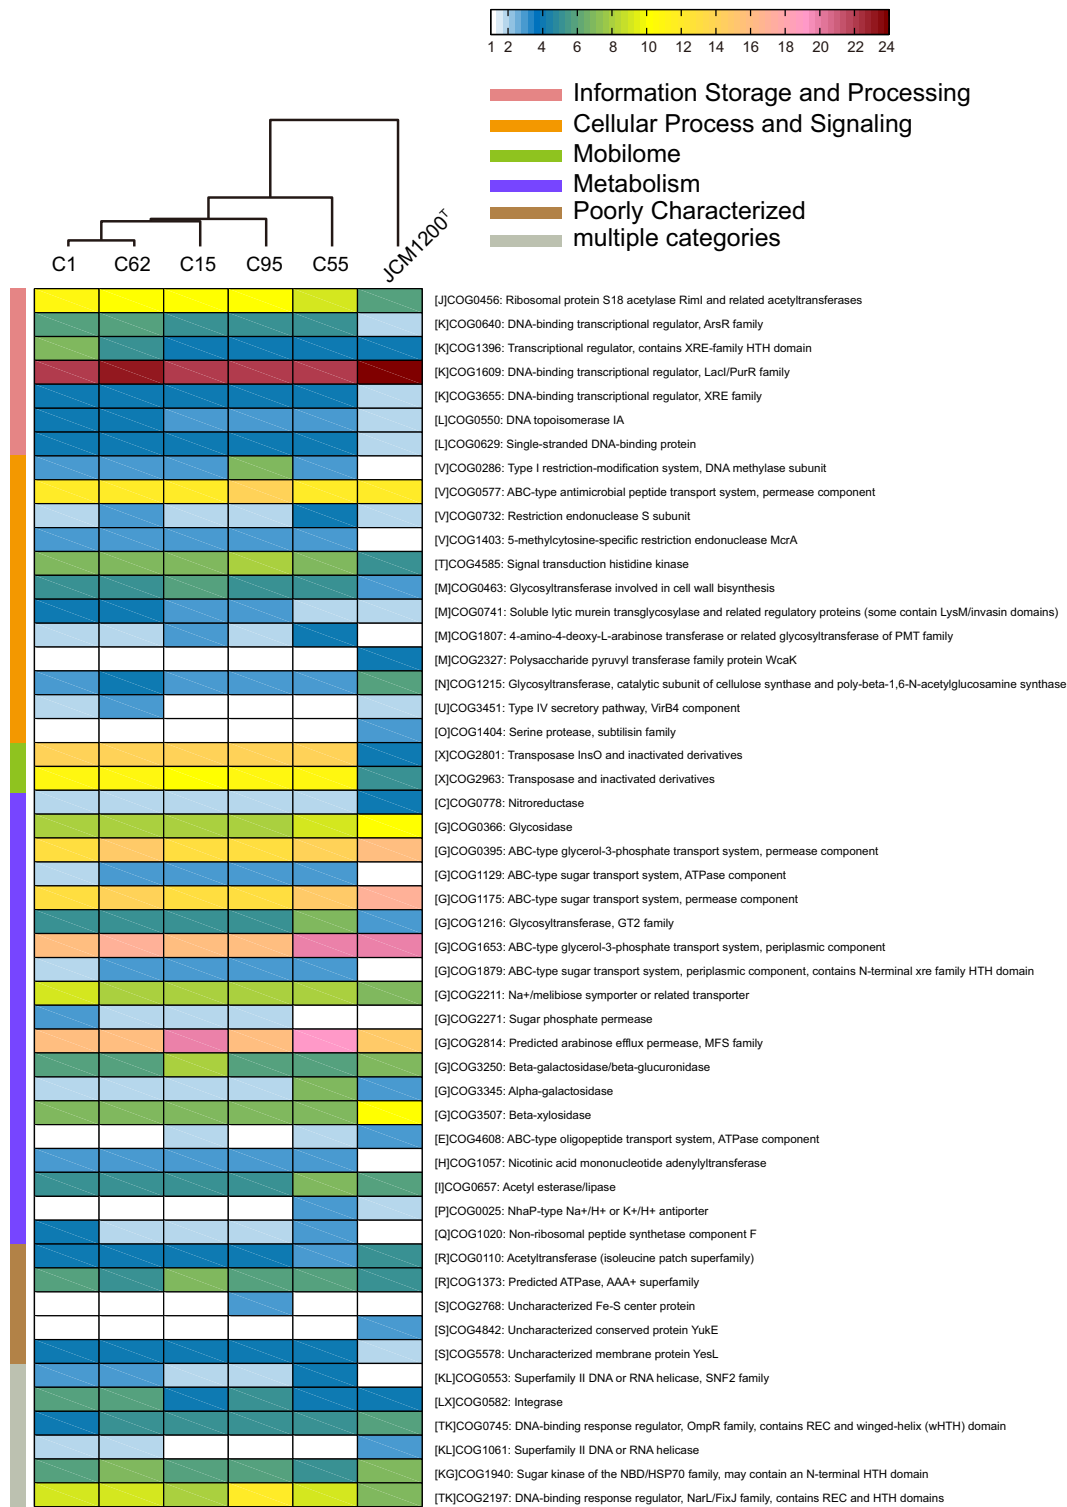 1 2 4 6 8 10 12 14 16 18 20 22 24
Information Storage and Processing
Cellular Process and Signaling
Mobilome
Metabolism
Poorly Characterized
multiple categories
C1 C62 C15 C95 C55 JCM1200T
[J]COG0456: Ribosomal protein S18 acetylase RimI and related acetyltransferases
[K]COG0640: DNA-binding transcriptional regulator, ArsR family
[K]COG1396: Transcriptional regulator, contains XRE-family HTH domain
[K]COG1609: DNA-binding transcriptional regulator, LacI/PurR family
[K]COG3655: DNA-binding transcriptional regulator, XRE family
[L]COG0550: DNA topoisomerase IA
[L]COG0629: Single-stranded DNA-binding protein
[V]COG0286: Type I restriction-modification system, DNA methylase subunit
[V]COG0577: ABC-type antimicrobial peptide transport system, permease component
[V]COG0732: Restriction endonuclease S subunit
[V]COG1403: 5-methylcytosine-specific restriction endonuclease McrA
[T]COG4585: Signal transduction histidine kinase
[M]COG0463: Glycosyltransferase involved in cell wall bisynthesis
[M]COG0741: Soluble lytic murein transglycosylase and related regulatory proteins (some contain LysM/invasin domains)
[M]COG1807: 4-amino-4-deoxy-L-arabinose transferase or related glycosyltransferase of PMT family
[M]COG2327: Polysaccharide pyruvyl transferase family protein WcaK
[N]COG1215: Glycosyltransferase, catalytic subunit of cellulose synthase and poly-beta-1,6-N-acetylglucosamine synthase
[U]COG3451: Type IV secretory pathway, VirB4 component
[O]COG1404: Serine protease, subtilisin family
[X]COG2801: Transposase InsO and inactivated derivatives
[X]COG2963: Transposase and inactivated derivatives
[C]COG0778: Nitroreductase
[G]COG0366: Glycosidase
[G]COG0395: ABC-type glycerol-3-phosphate transport system, permease component
[G]COG1129: ABC-type sugar transport system, ATPase component
[G]COG1175: ABC-type sugar transport system, permease component
[G]COG1216: Glycosyltransferase, GT2 family
[G]COG1653: ABC-type glycerol-3-phosphate transport system, periplasmic component
[G]COG1879: ABC-type sugar transport system, periplasmic component, contains N-terminal xre family HTH domain
[G]COG2211: Na+/melibiose symporter or related transporter
[G]COG2271: Sugar phosphate permease
[G]COG2814: Predicted arabinose efflux permease, MFS family
[G]COG3250: Beta-galactosidase/beta-glucuronidase
[G]COG3345: Alpha-galactosidase
[G]COG3507: Beta-xylosidase
[E]COG4608: ABC-type oligopeptide transport system, ATPase component
[H]COG1057: Nicotinic acid mononucleotide adenylyltransferase
[I]COG0657: Acetyl esterase/lipase
[P]COG0025: NhaP-type Na+/H+ or K+/H+ antiporter
[Q]COG1020: Non-ribosomal peptide synthetase component F
[R]COG0110: Acetyltransferase (isoleucine patch superfamily)
[R]COG1373: Predicted ATPase, AAA+ superfamily
[S]COG2768: Uncharacterized Fe-S center protein
[S]COG4842: Uncharacterized conserved protein YukE
[S]COG5578: Uncharacterized membrane protein YesL
[KL]COG0553: Superfamily II DNA or RNA helicase, SNF2 family
[LX]COG0582: Integrase
[TK]COG0745: DNA-binding response regulator, OmpR family, contains REC and winged-helix (wHTH) domain
[KL]COG1061: Superfamily II DNA or RNA helicase
[KG]COG1940: Sugar kinase of the NBD/HSP70 family, may contain an N-terminal HTH domain
[TK]COG2197: DNA-binding response regulator, NarL/FixJ family, contains REC and HTH domains